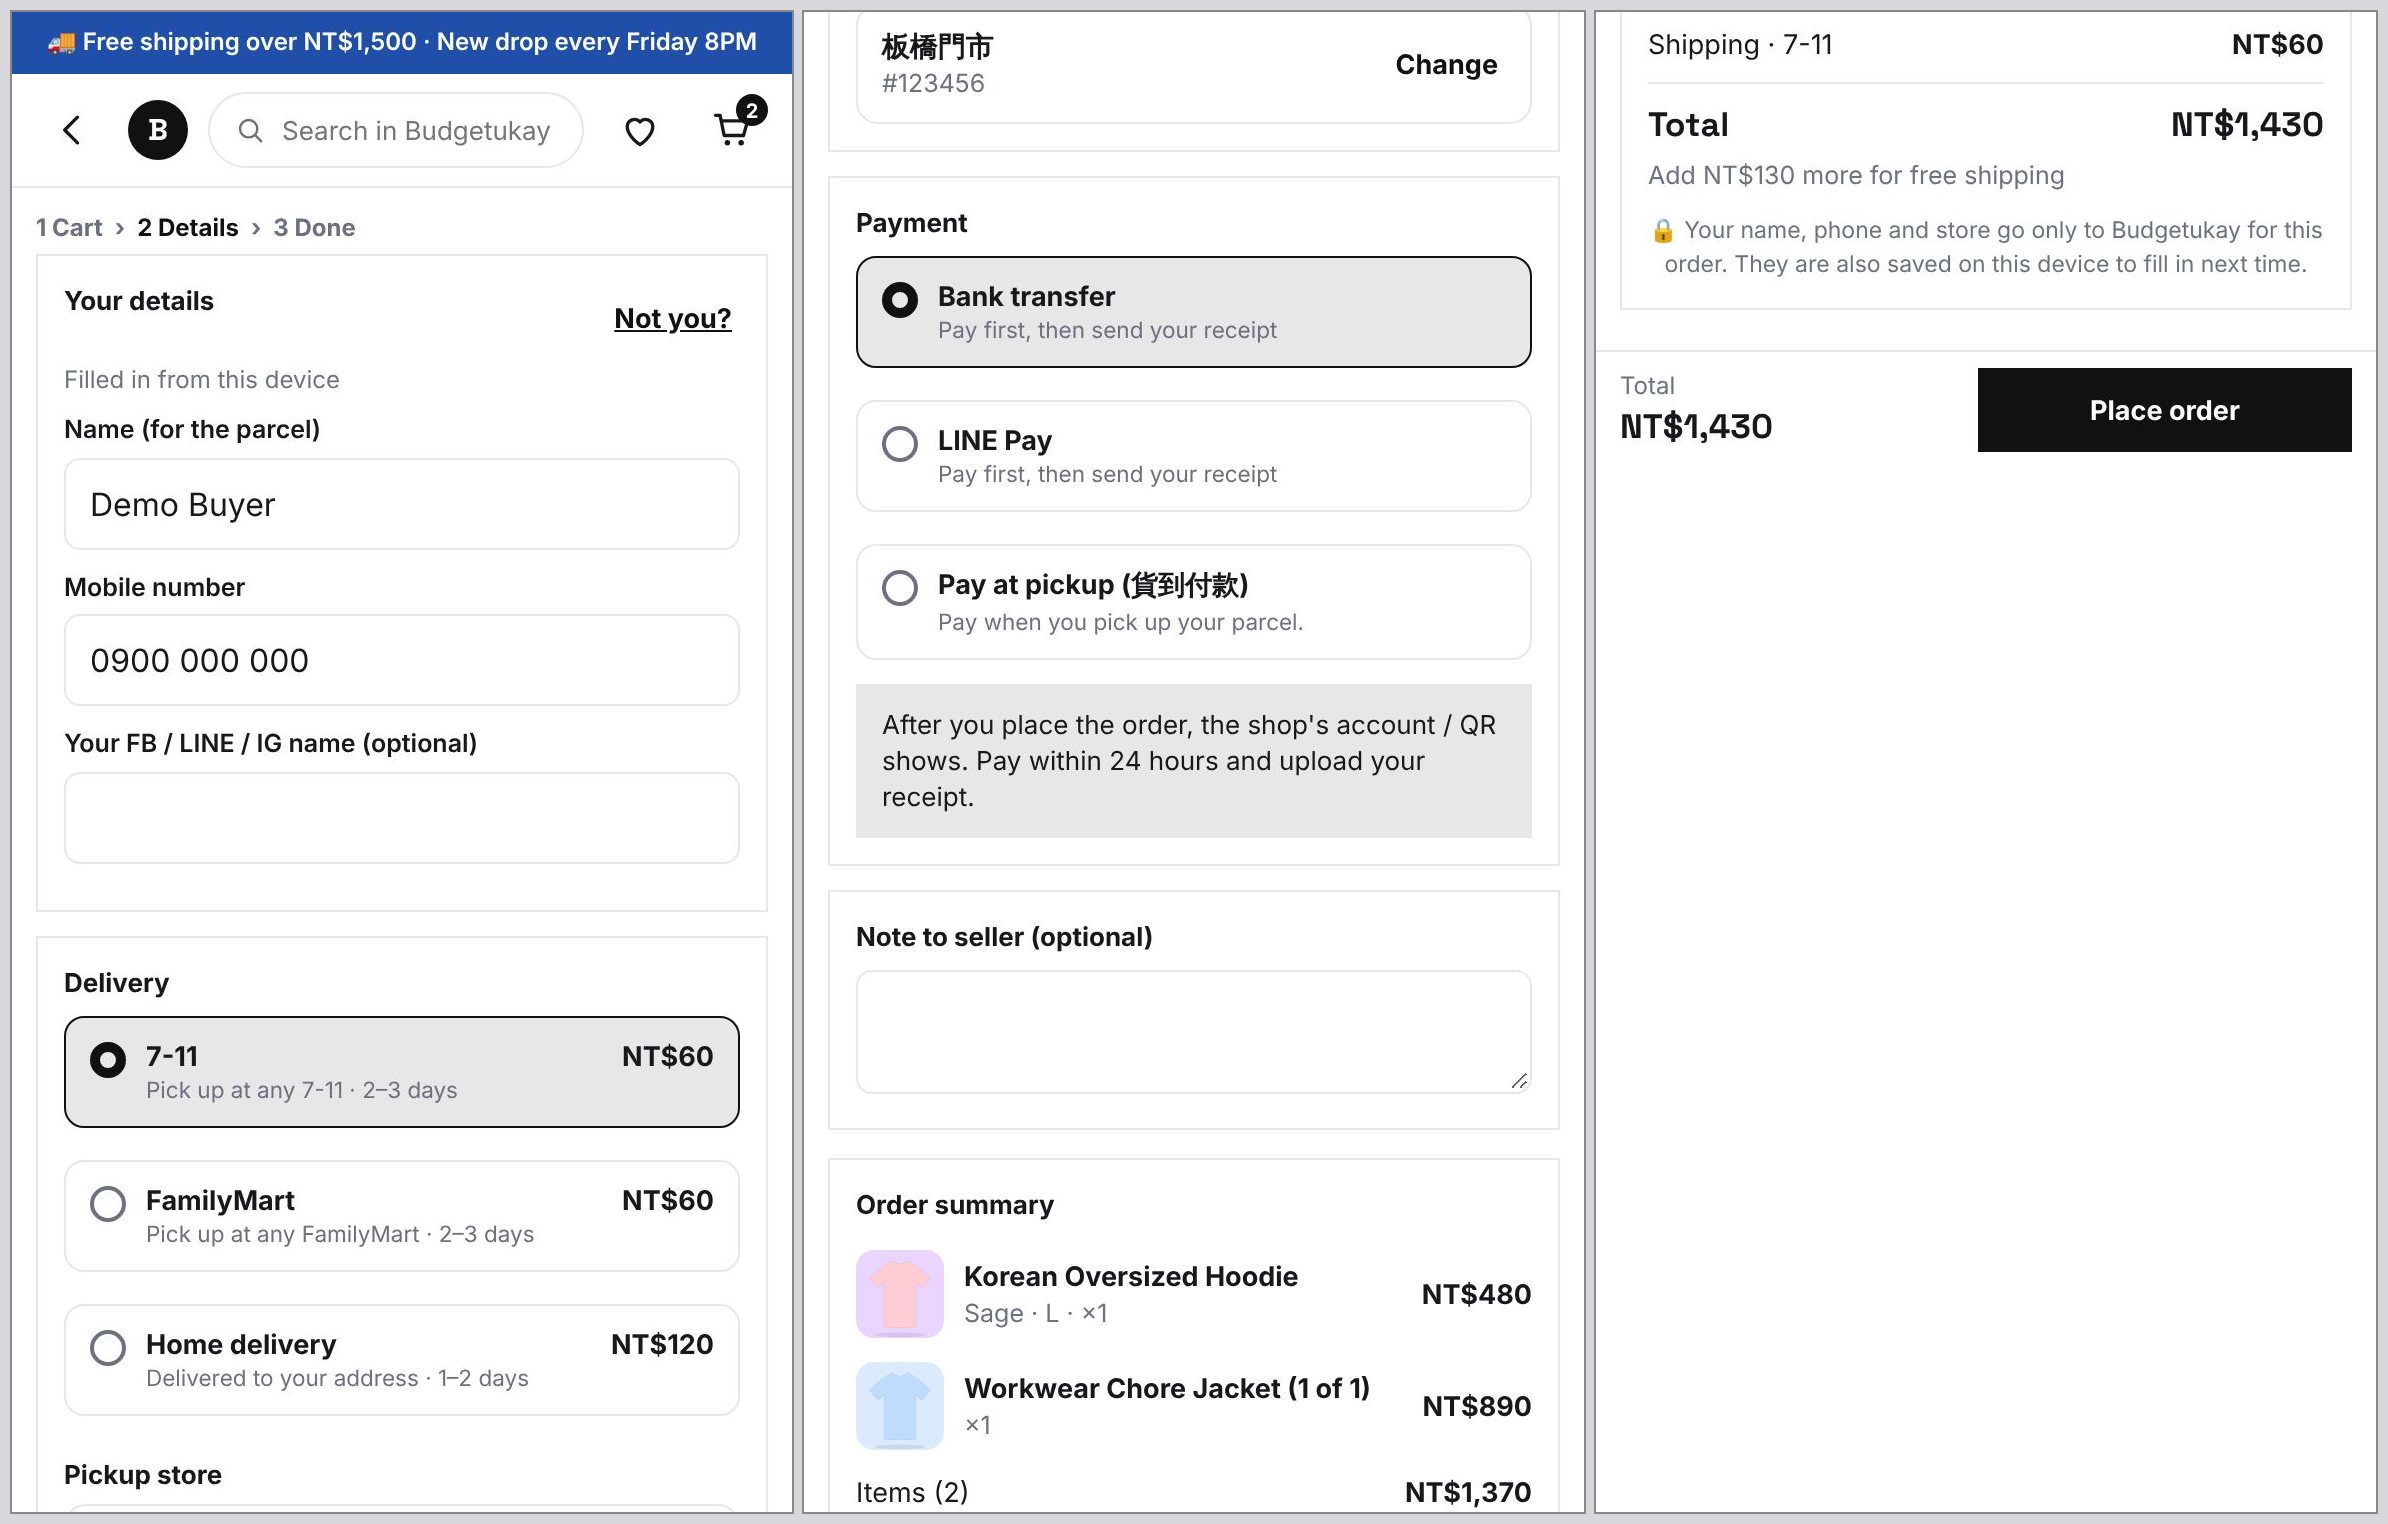 🚚 Free shipping over NT$1,500 · New drop every Friday 8PM
B
Search in Budgetukay
2
1 Cart › 2 Details › 3 Done
Your details
Not you?
Filled in from this device
Name (for the parcel)
Demo Buyer
Mobile number
0900 000 000
Your FB / LINE / IG name (optional)
Delivery
7-11 NT$60
Pick up at any 7-11 · 2–3 days
FamilyMart NT$60
Pick up at any FamilyMart · 2–3 days
Home delivery NT$120
Delivered to your address · 1–2 days
Pickup store
板橋門市
#123456
Change
Payment
Bank transfer
Pay first, then send your receipt
LINE Pay
Pay first, then send your receipt
Pay at pickup (貨到付款)
Pay when you pick up your parcel.
After you place the order, the shop's account / QR
shows. Pay within 24 hours and upload your
receipt.
Note to seller (optional)
Order summary
Korean Oversized Hoodie
Sage · L · ×1
NT$480
Workwear Chore Jacket (1 of 1)
×1
NT$890
Items (2) NT$1,370
Shipping · 7-11 NT$60
Total NT$1,430
Add NT$130 more for free shipping
🔒 Your name, phone and store go only to Budgetukay for this
order. They are also saved on this device to fill in next time.
Total
NT$1,430
Place order